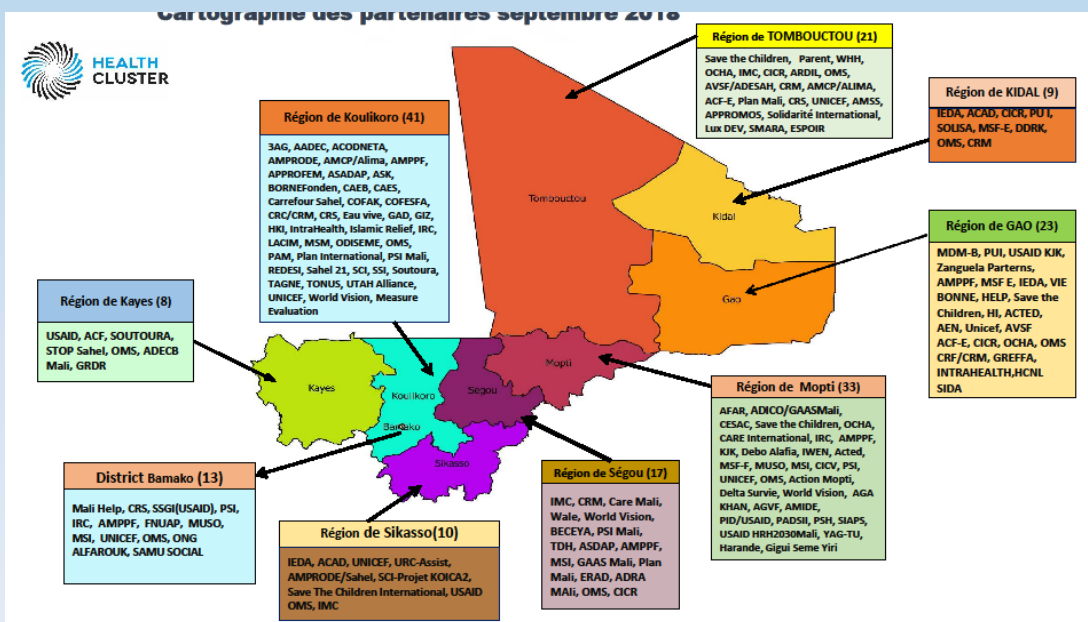 Cartographie des partenaires septembre 2018
HEALTH
CLUSTER
Région de TOMBOUCTOU (21)
Save the Children, Parent, WHH,
OCHA, IMC, CICR, ARDIL, OMS,
AVSF/ADESAH, CRM, AMCP/ALIMA,
ACF-E, Plan Mali, CRS, UNICEF, AMSS,
APPROMOS, Solidarité International,
Lux DEV, SMARA, ESPOIR
Région de KIDAL (9)
IEDA, ACAD, CICR, PU I,
SOLISA, MSF-E, DDRK,
OMS, CRM
Région de Koulikoro (41)
3AG, AADEC, ACODNETA,
AMPRODE, AMCP/Alima, AMPPF,
APPROFEM, ASADAP, ASK,
BORNEFonden, CAEB, CAES,
Carrefour Sahel, COFAK, COFESFA,
CRC/CRM, CRS, Eau vive, GAD, GIZ,
HKI, IntraHealth, Islamic Relief, IRC,
LACIM, MSM, ODISEME, OMS,
PAM, Plan International, PSI Mali,
REDESI, Sahel 21, SCI, SSI, Soutoura,
TAGNE, TONUS, UTAH Alliance,
UNICEF, World Vision, Measure
Evaluation
Région de GAO (23)
MDM-B, PUI, USAID KJK,
Zanguela Parterns,
AMPPF, MSF E, IEDA, VIE
BONNE, HELP, Save the
Children, HI, ACTED,
AEN, Unicef, AVSF
ACF-E, CICR, OCHA, OMS
CRF/CRM, GREFFA,
INTRAHEALTH,HCNL
SIDA
Région de Kayes (8)
USAID, ACF, SOUTOURA,
STOP Sahel, OMS, ADECB
Mali, GRDR
Tombouctou
Kidal
Gao
Mopti
Segou
Kayes
Koulikoro
Bamako
Sikasso
Région de Mopti (33)
AFAR, ADICO/GAASMali,
CESAC, Save the Children, OCHA,
CARE International, IRC, AMPPF,
KJK, Debo Alafia, IWEN, Acted,
MSF-F, MUSO, MSI, CICV, PSI,
UNICEF, OMS, Action Mopti,
Delta Survie, World Vision, AGA
KHAN, AGVF, AMIDE,
PID/USAID, PADSII, PSH, SIAPS,
USAID HRH2030Mali, YAG-TU,
Harande, Gigui Seme Yiri
District Bamako (13)
Mali Help, CRS, SSGI(USAID), PSI,
IRC, AMPPF, FNUAP, MUSO,
MSI, UNICEF, OMS, ONG
ALFAROUK, SAMU SOCIAL
Région de Sikasso(10)
IEDA, ACAD, UNICEF, URC-Assist,
AMPRODE/Sahel, SCI-Projet KOICA2,
Save The Children International, USAID
OMS, IMC
Région de Ségou (17)
IMC, CRM, Care Mali,
Wale, World Vision,
BECEYA, PSI Mali,
TDH, ASDAP, AMPPF,
MSI, GAAS Mali, Plan
Mali, ERAD, ADRA
MAli, OMS, CICR